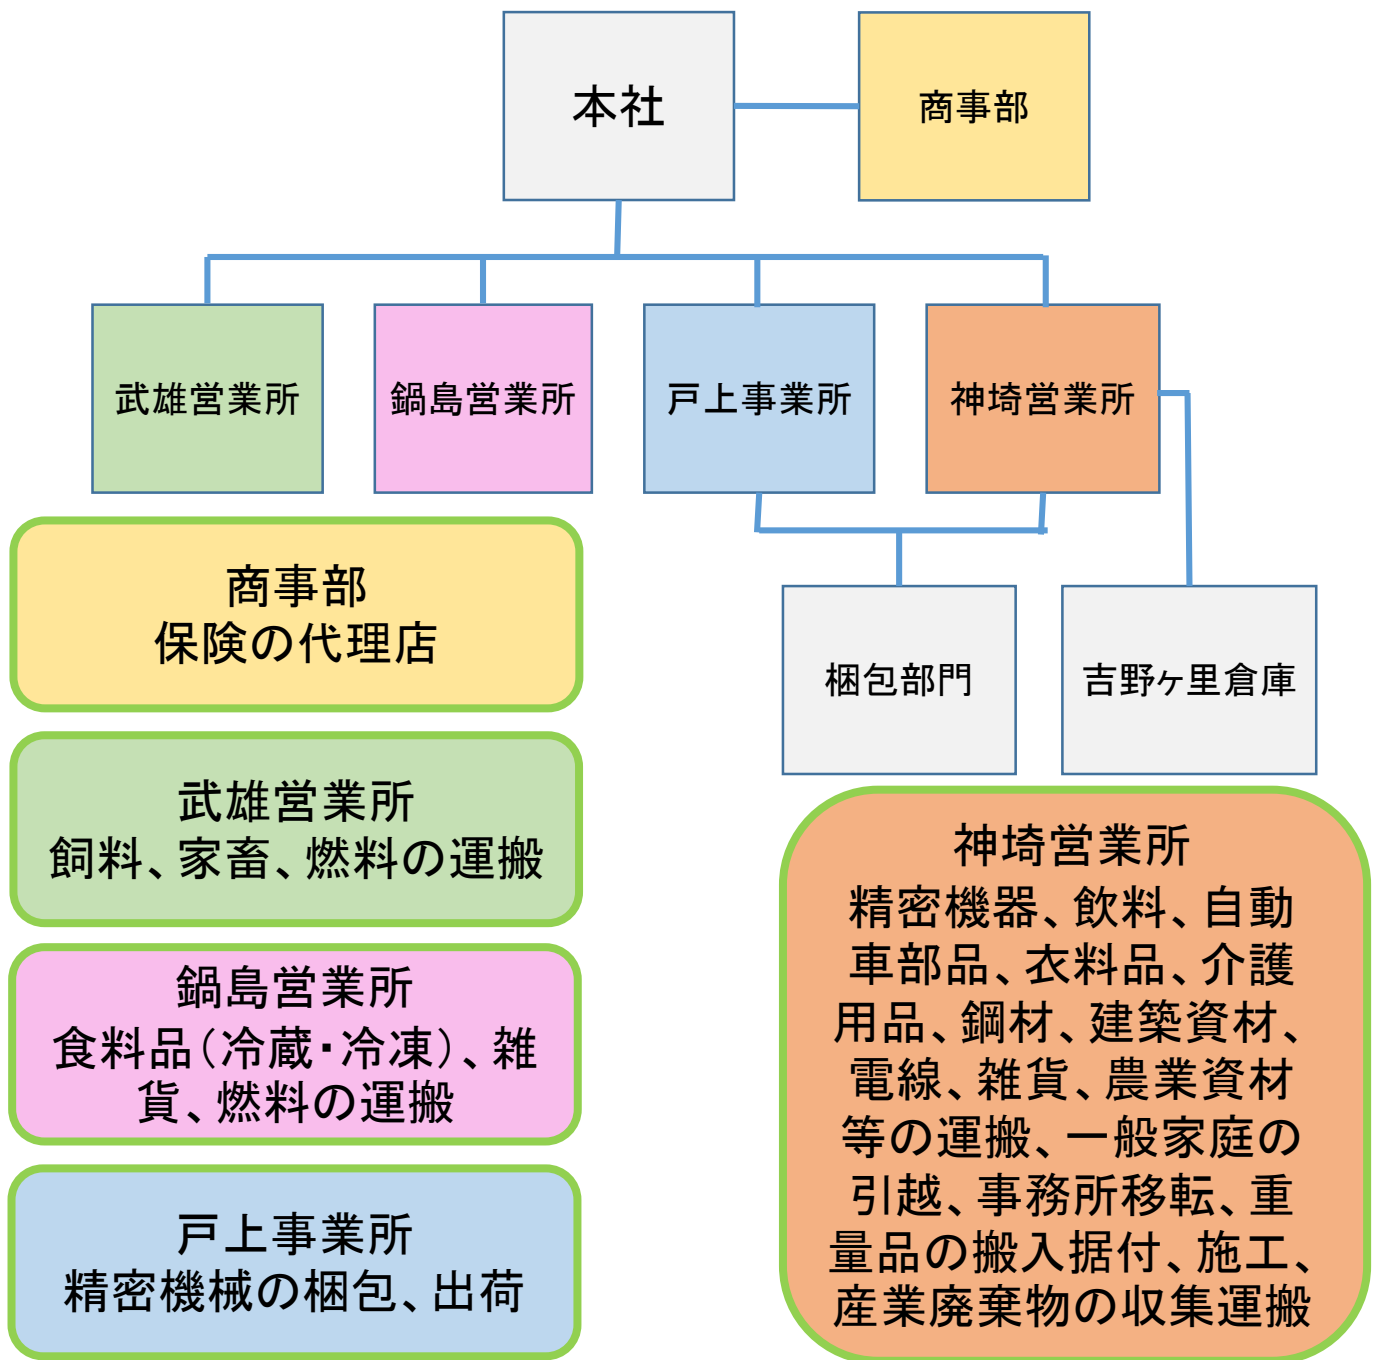 本社
商事部
武雄営業所
鍋島営業所
戸上事業所
神埼営業所
梱包部門
吉野ヶ里倉庫
商事部
保険の代理店
武雄営業所
飼料、家畜、燃料の運搬
鍋島営業所
食料品（冷蔵・冷凍）、雑
貨、燃料の運搬
戸上事業所
精密機械の梱包、出荷
神埼営業所
精密機器、飲料、自動
車部品、衣料品、介護
用品、鋼材、建築資材、
電線、雑貨、農業資材
等の運搬、一般家庭の
引越、事務所移転、重
量品の搬入据付、施工、
産業廃棄物の収集運搬